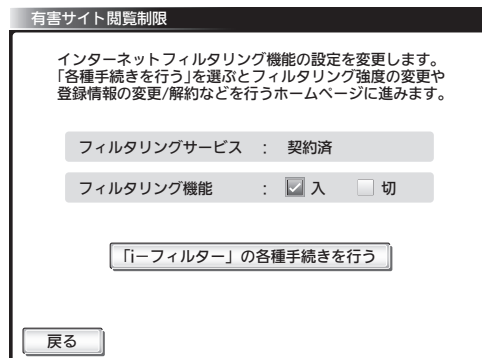 有害サイト閲覧制限
インターネットフィルタリング機能の設定を変更します。
「各種手続きを行う」を選ぶとフィルタリング強度の変更や
登録情報の変更/解約などを行うホームページに進みます。
フィルタリングサービス : 契約済
フィルタリング機能 : 入 切
「i-フィルター」の各種手続きを行う
戻る